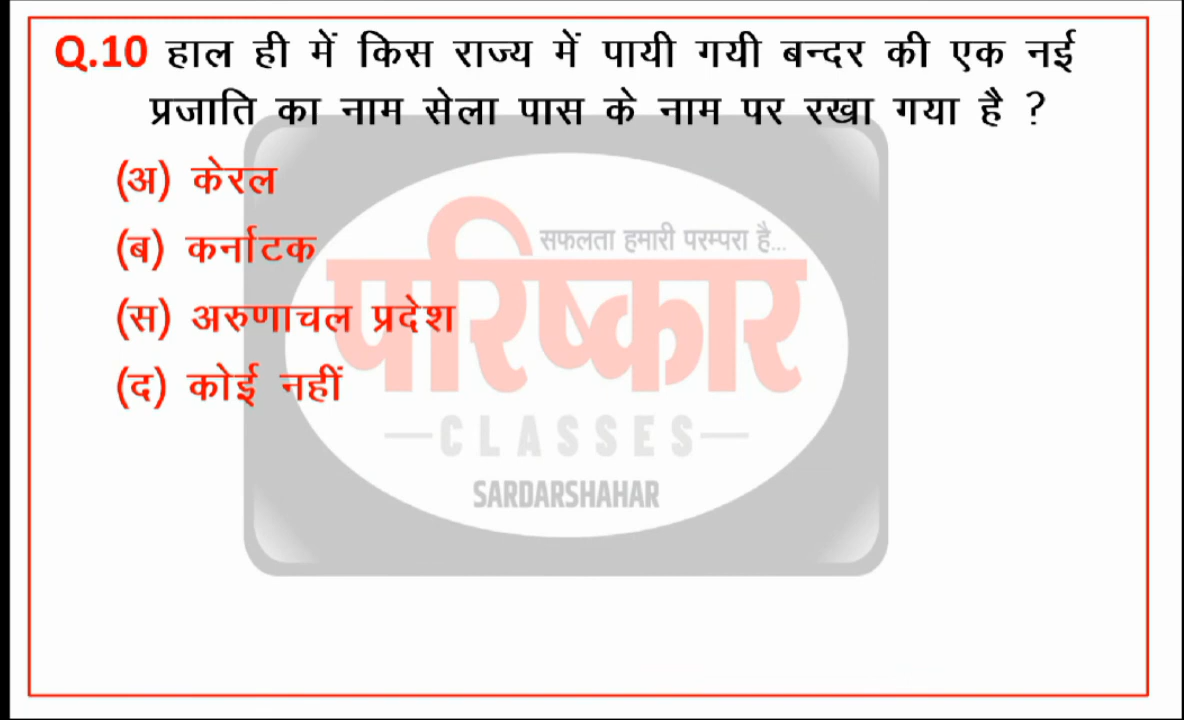 Q.10 हाल ही में किस राज्य में पायी गयी बन्दर की एक नई
प्रजाति का नाम सेला पास के नाम पर रखा गया है ?
(अ) केरल
(ब) कर्नाटक
(स) अरुणाचल प्रदेश
(द) कोई नहीं
सफलता हमारी परम्परा है...
परिष्कार
—CLASSES—
SARDARSHAHAR